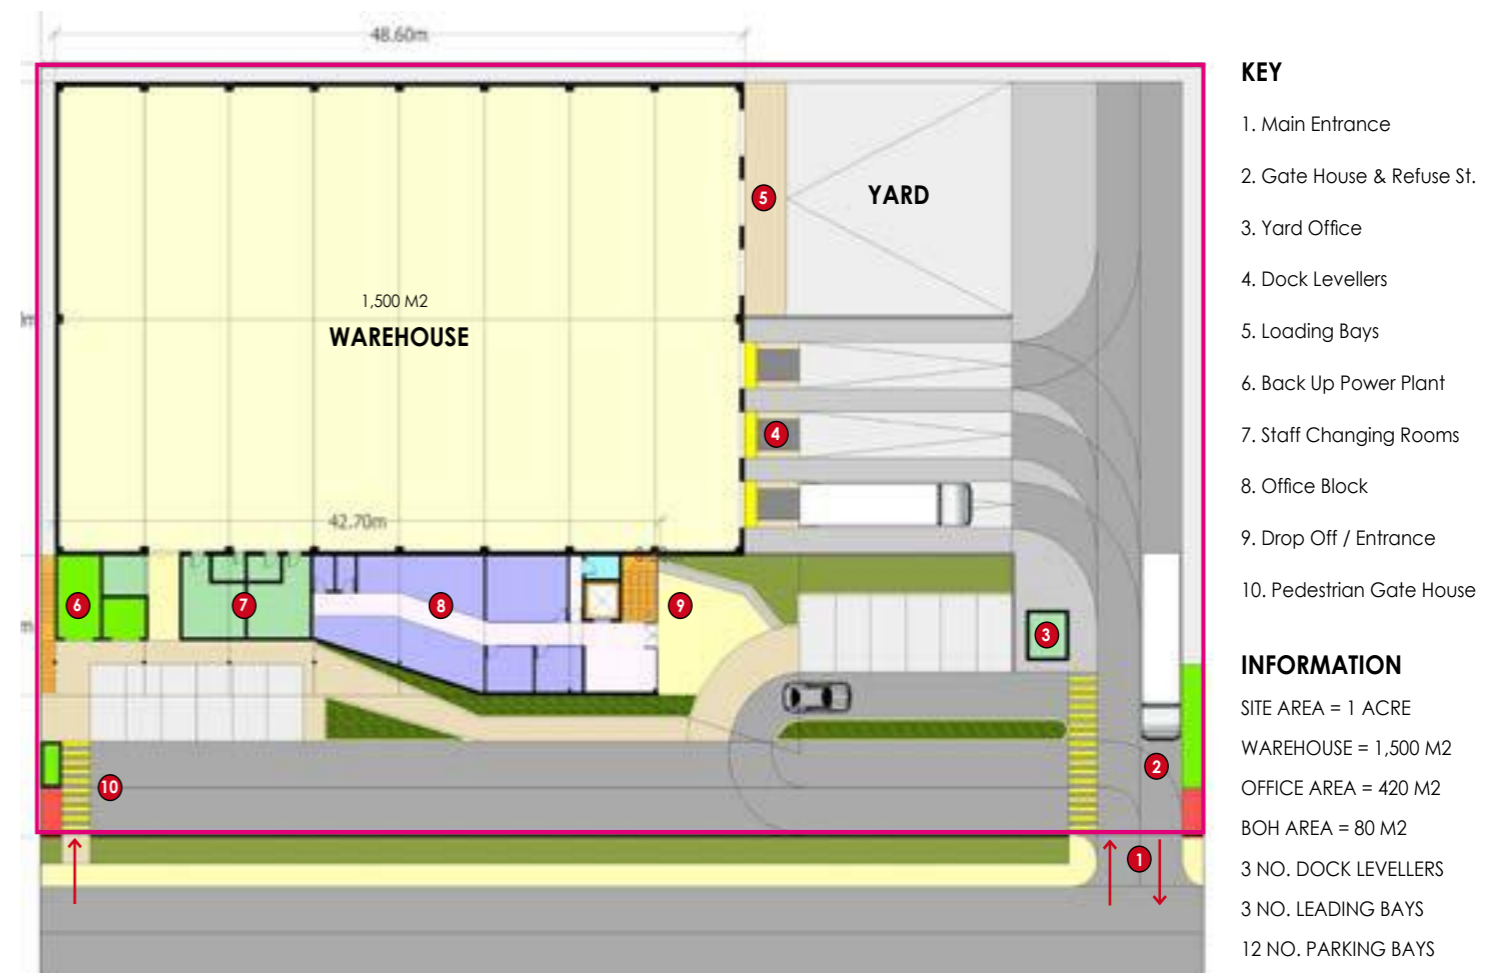 48.60m
KEY
1. Main Entrance
2. Gate House & Refuse St.
3. Yard Office
4. Dock Levellers
5. Loading Bays
6. Back Up Power Plant
7. Staff Changing Rooms
8. Office Block
9. Drop Off / Entrance
10. Pedestrian Gate House
INFORMATION
SITE AREA = 1 ACRE
WAREHOUSE = 1,500 M2
OFFICE AREA = 420 M2
BOH AREA = 80 M2
3 NO. DOCK LEVELLERS
3 NO. LEADING BAYS
12 NO. PARKING BAYS
YARD
5
1,500 M2
WAREHOUSE
4
42.70m
6
7
8
9
3
2
10
1